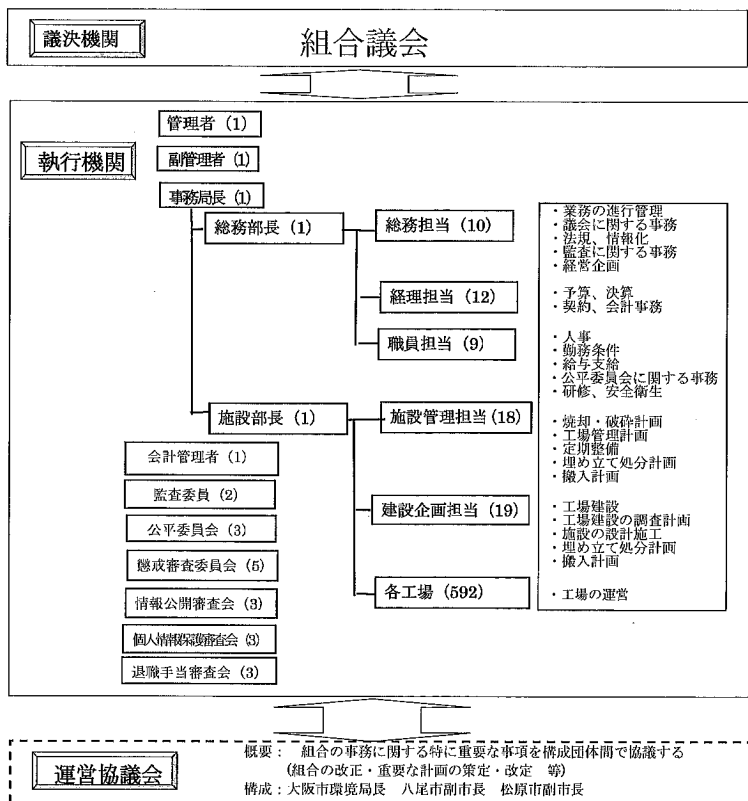 議決機関
組合議会
執行機関
管理者（1）
副管理者（1）
事務局長（1）
総務部長（1）
総務担当（10）
経理担当（12）
職員担当（9）
・業務の進行管理
・議会に関する事務
・法規、情報化
・監査に関する事務
・経営企画
・予算、決算
・契約、会計事務
・人事
・勤務条件
・給与支給
・公平委員会に関する事務
・研修、安全衛生
施設部長（1）
施設管理担当（18）
建設企画担当（19）
各工場（592）
・焼却・破砕計画
・工場管理計画
・定期整備
・埋め立て処分計画
・搬入計画
・工場建設
・工場建設の調査計画
・施設の設計施工
・埋め立て処分計画
・搬入計画
・工場の運営
会計管理者（1）
監査委員（2）
公平委員会（3）
懲戒審査委員会（5）
情報公開審査会（3）
個人情報保護審査会（3）
退職手当審査会（3）
運営協議会
概要： 組合の事務に関する特に重要な事項を構成団体間で協議する
（組合の改正・重要な計画の策定・改定 等）
構成：大阪市環境局長 八尾市副市長 松原市副市長